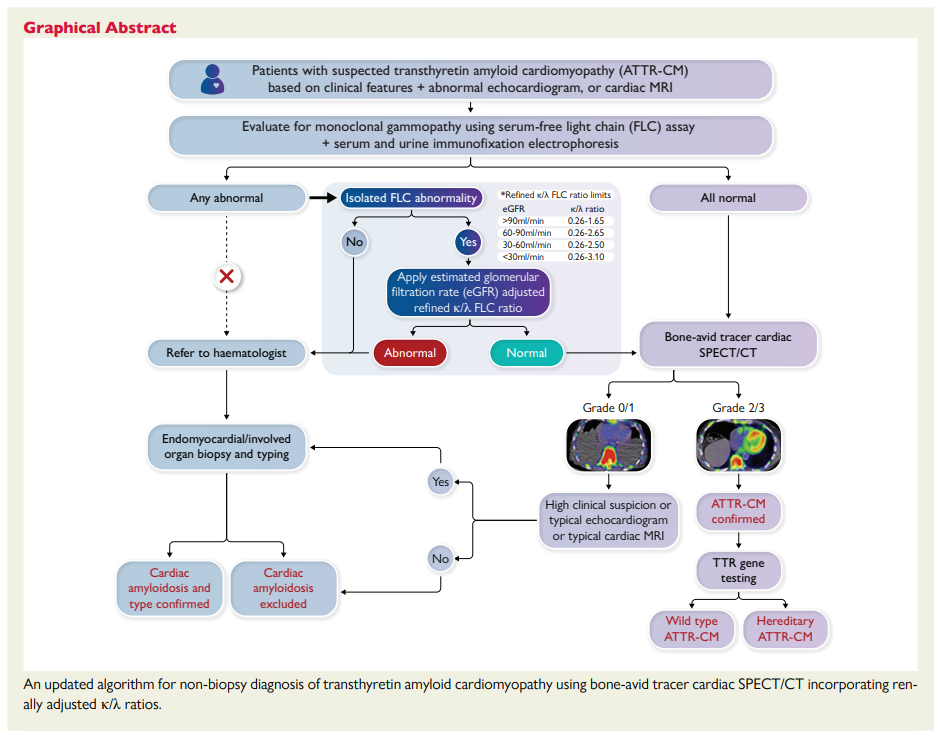 Graphical Abstract
Patients with suspected transthyretin amyloid cardiomyopathy (ATTR-CM)
based on clinical features + abnormal echocardiogram, or cardiac MRI
Evaluate for monoclonal gammopathy using serum-free light chain (FLC) assay
+ serum and urine immunofixation electrophoresis
Any abnormal
Isolated FLC abnormality
*Refined κ/λ FLC ratio limits
eGFR κ/λ ratio
>90ml/min 0.26-1.65
60-90ml/min 0.26-2.65
30-60ml/min 0.26-2.50
<30ml/min 0.26-3.10
All normal
No
Yes
Apply estimated glomerular
filtration rate (eGFR) adjusted
refined κ/λ FLC ratio
Refer to haematologist
Abnormal
Normal
Bone-avid tracer cardiac
SPECT/CT
Grade 0/1
Grade 2/3
Endomyocardial/involved
organ biopsy and typing
Yes
High clinical suspicion or
typical echocardiogram
or typical cardiac MRI
ATTR-CM
confirmed
No
TTR gene
testing
Cardiac
amyloidosis and
type confirmed
Cardiac
amyloidosis
excluded
Wild type
ATTR-CM
Hereditary
ATTR-CM
An updated algorithm for non-biopsy diagnosis of transthyretin amyloid cardiomyopathy using bone-avid tracer cardiac SPECT/CT incorporating ren-
ally adjusted κ/λ ratios.